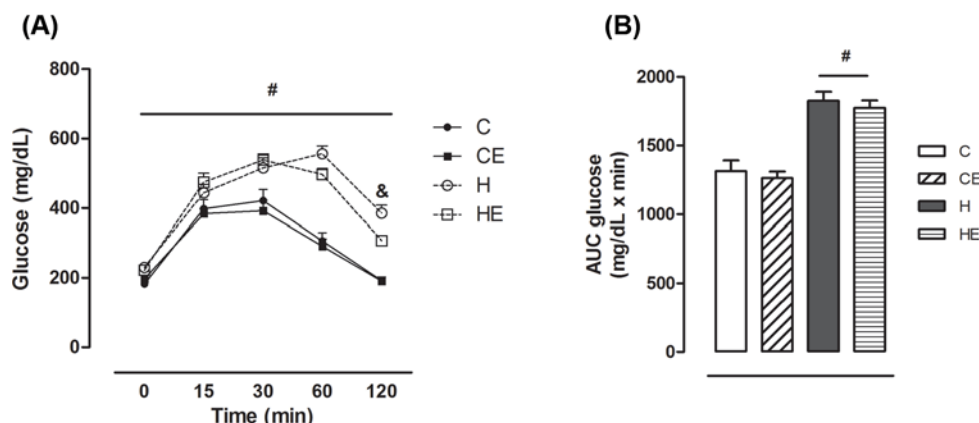 (A)
800
600
400
200
0
Glucose (mg/dL)
#
&
0 15 30 60 120
Time (min)
C
CE
H
HE
(B)
2000
1500
1000
500
0
AUC glucose
(mg/dL x min)
#
C
CE
H
HE